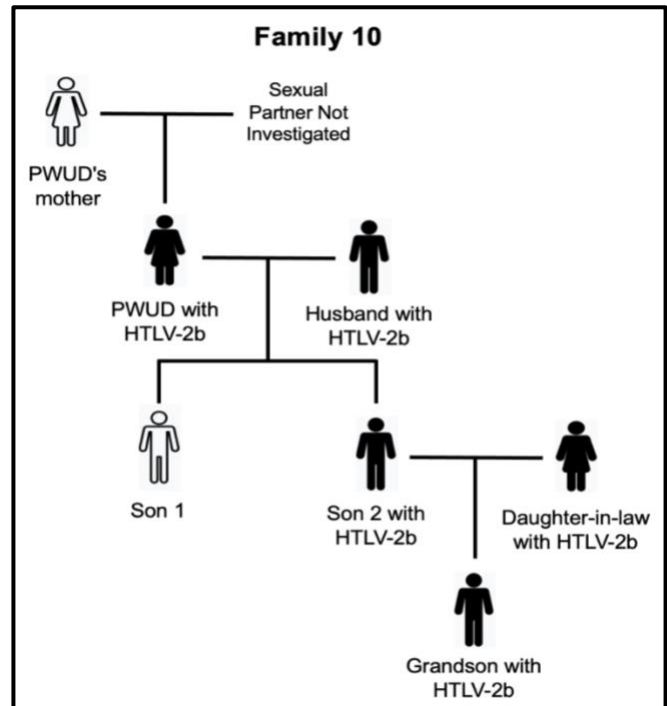 Family 10
Sexual
Partner Not
Investigated
PWUD's
mother
PWUD with
HTLV-2b
Husband with
HTLV-2b
Son 1
Son 2 with
HTLV-2b
Daughter-in-law
with HTLV-2b
Grandson with
HTLV-2b